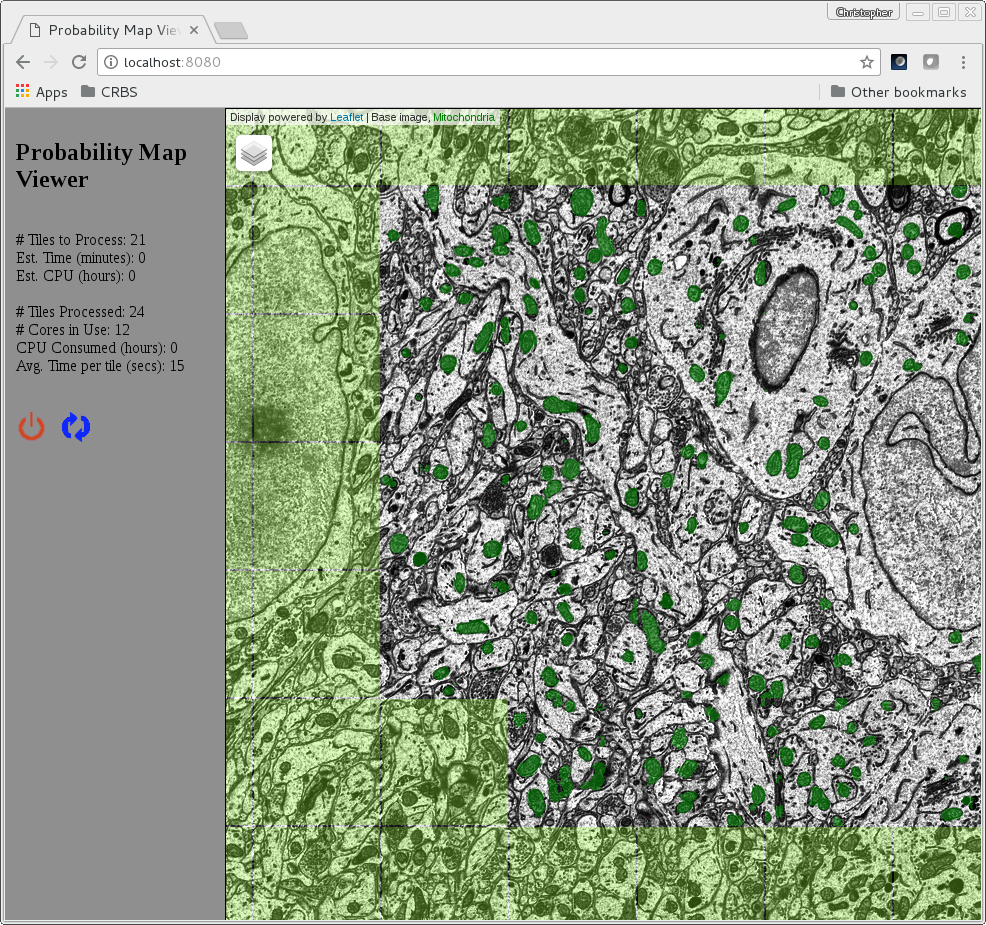 Christopher
Probability Map Vie
localhost:8080
Apps CRBS Other bookmarks
Display powered by Leaflet | Base image, Mitochondria
Probability Map
Viewer
# Tiles to Process: 21
Est. Time (minutes): 0
Est. CPU (hours): 0
# Tiles Processed: 24
# Cores in Use: 12
CPU Consumed (hours): 0
Avg. Time per tile (secs): 15